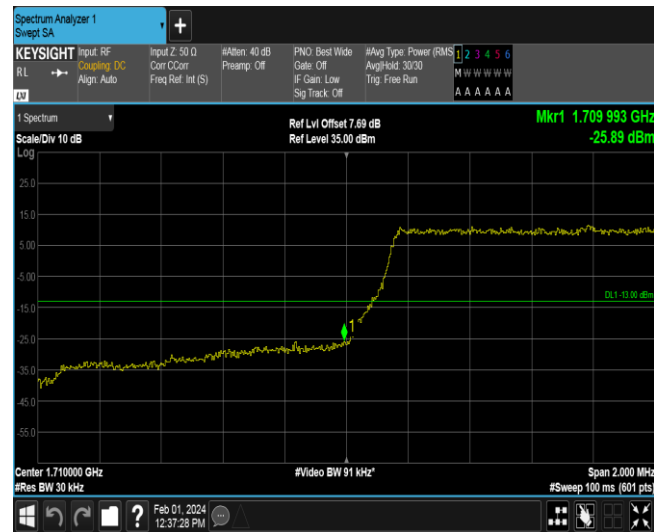 Spectrum Analyzer 1
Swept SA
KEYSIGHT Input: RF Input Z: 50 Ω #Atten: 40 dB PNO: Best Wide #Avg Type: Power (RMS 1 2 3 4 5 6
RL Coupling: DC Corr CCorr Preamp: Off Gate: Off Avg|Hold: 30/30 M W W W W W
Align: Auto Freq Ref: Int (S) IF Gain: Low Trig: Free Run
Sig Track: Off A A A A A A
LXI
1 Spectrum Ref Lvl Offset 7.69 dB Mkr1 1.709 993 GHz
Scale/Div 10 dB Ref Level 35.00 dBm -25.89 dBm
Log
25.0
15.0
5.00
-5.00
DL1 -13.00 dBm
-15.0
1
-25.0
-35.0
-45.0
-55.0
Center 1.710000 GHz #Video BW 91 kHz* Span 2.000 MHz
#Res BW 30 kHz #Sweep 100 ms (601 pts)
? Feb 01, 2024
12:37:28 PM